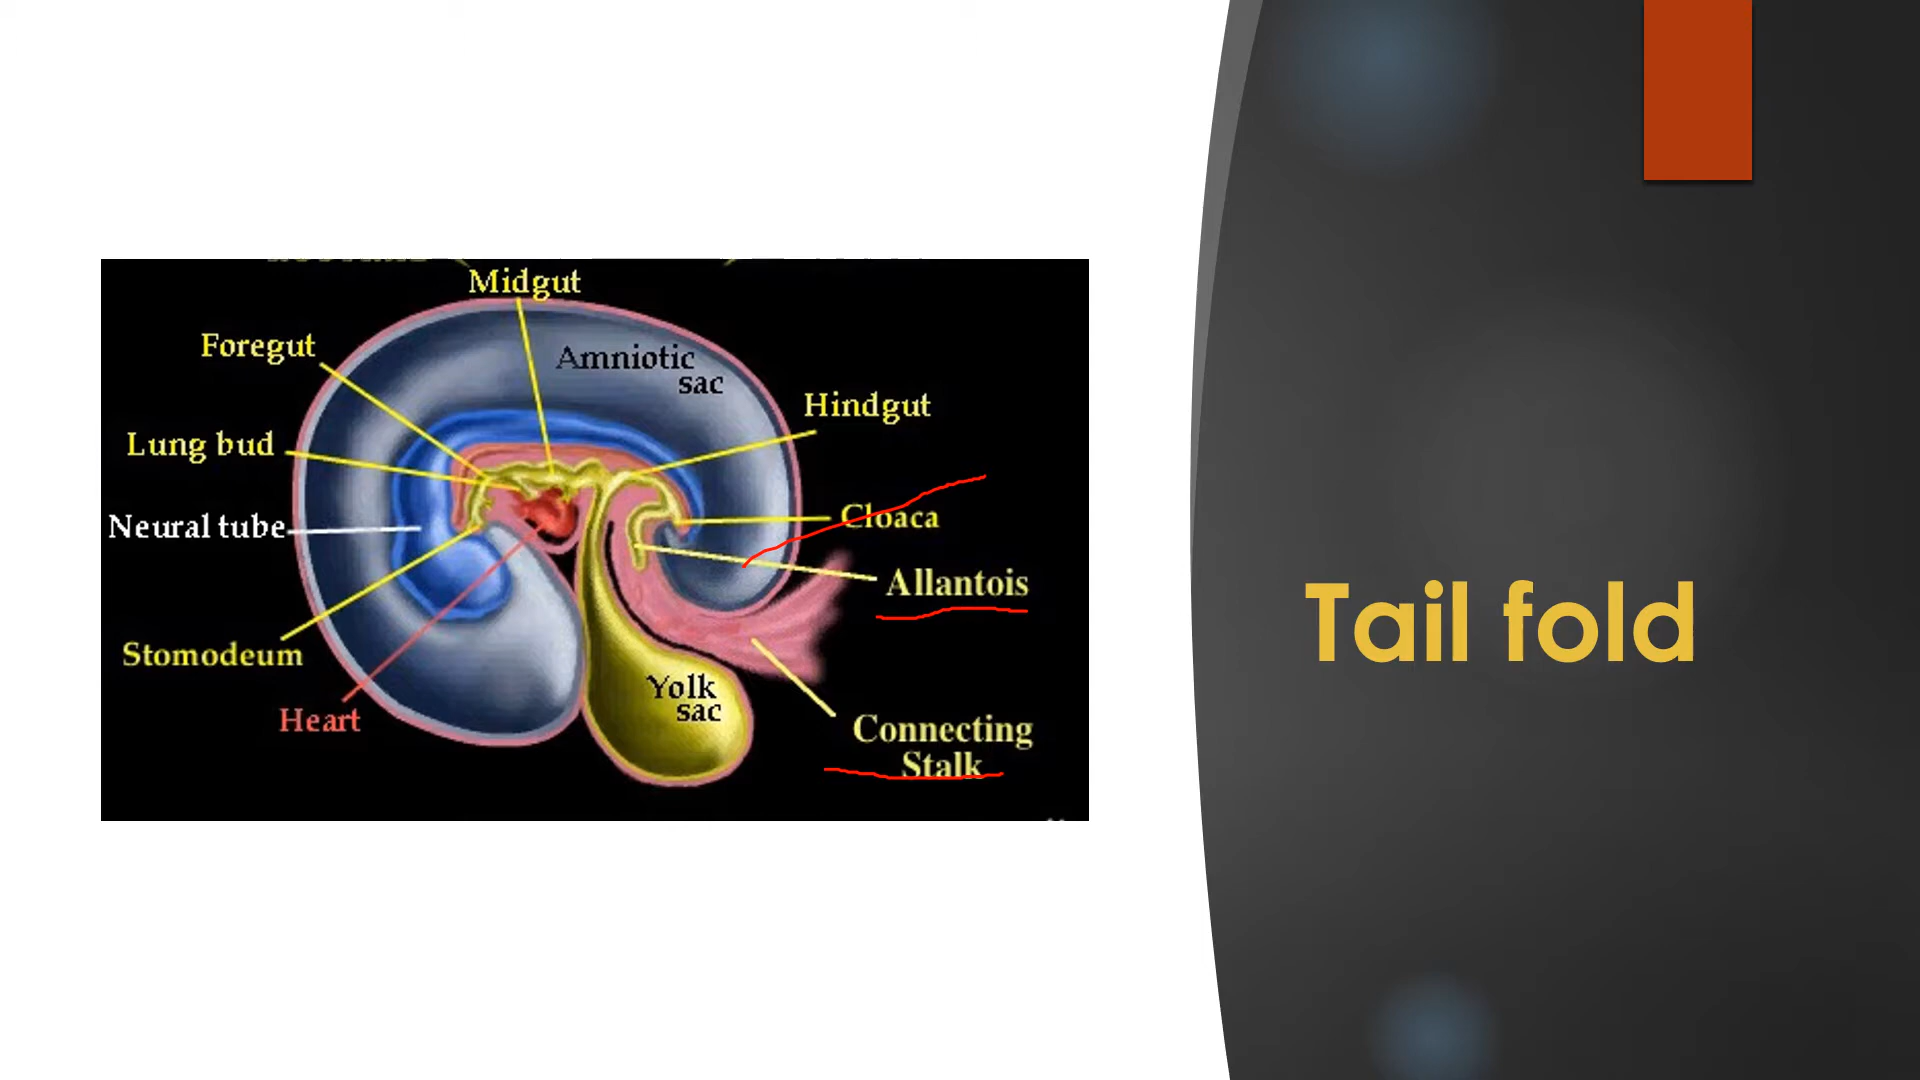 Midgut
Foregut
Amniotic
sac
Hindgut
Lung bud
Cloaca
Neural tube
Allantois
Stomodeum
Yolk
sac
Heart
Connecting
Stalk
Tail fold